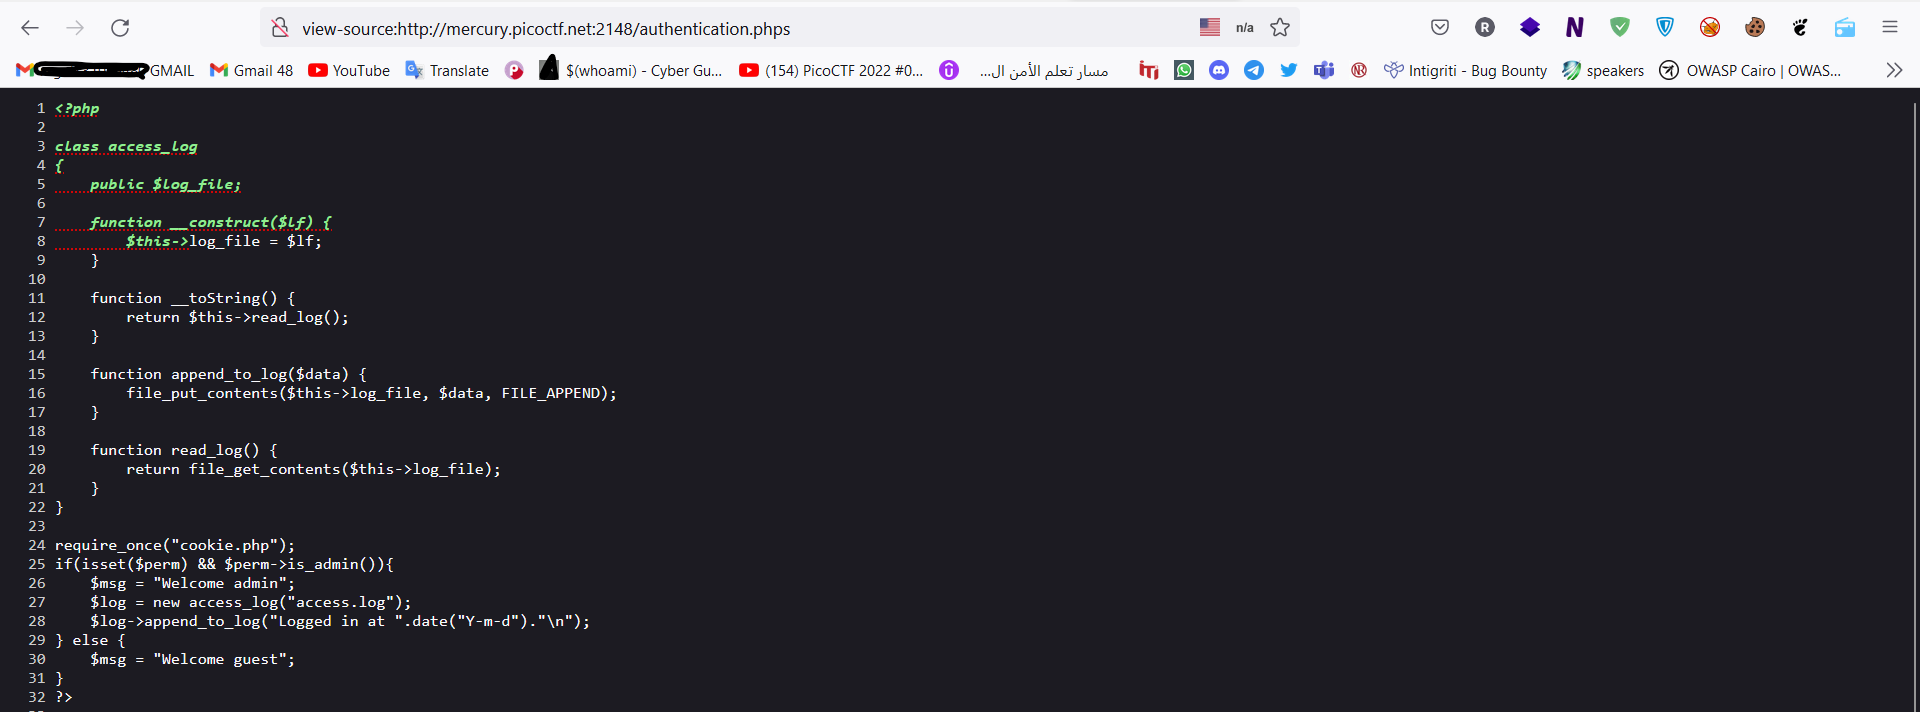 view-source:http://mercury.picoctf.net:2148/authentication.phps n/a
GMAIL Gmail 48 YouTube Translate $(whoami) - Cyber Gu... (154) PicoCTF 2022 #0... مسار تعلم الأمن ال... Intigriti - Bug Bounty speakers OWASP Cairo | OWAS...
1 <?php
2
3 class access_log
4 {
5     public $log_file;
6
7     function __construct($lf) {
8         $this->log_file = $lf;
9     }
10
11     function __toString() {
12         return $this->read_log();
13     }
14
15     function append_to_log($data) {
16         file_put_contents($this->log_file, $data, FILE_APPEND);
17     }
18
19     function read_log() {
20         return file_get_contents($this->log_file);
21     }
22 }
23
24 require_once("cookie.php");
25 if(isset($perm) && $perm->is_admin()){
26     $msg = "Welcome admin";
27     $log = new access_log("access.log");
28     $log->append_to_log("Logged in at ".date("Y-m-d")."\n");
29 } else {
30     $msg = "Welcome guest";
31 }
32 ?>